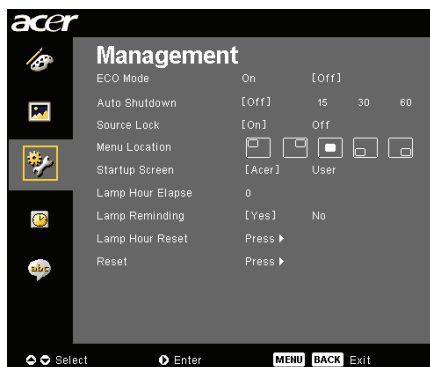 acer
Management
ECO Mode On [Off]
Auto Shutdown [Off] 15 30 60
Source Lock [On] Off
Menu Location
Startup Screen [Acer] User
Lamp Hour Elapse 0
Lamp Reminding [Yes] No
Lamp Hour Reset Press
Reset Press
abc
Select Enter MENU BACK Exit